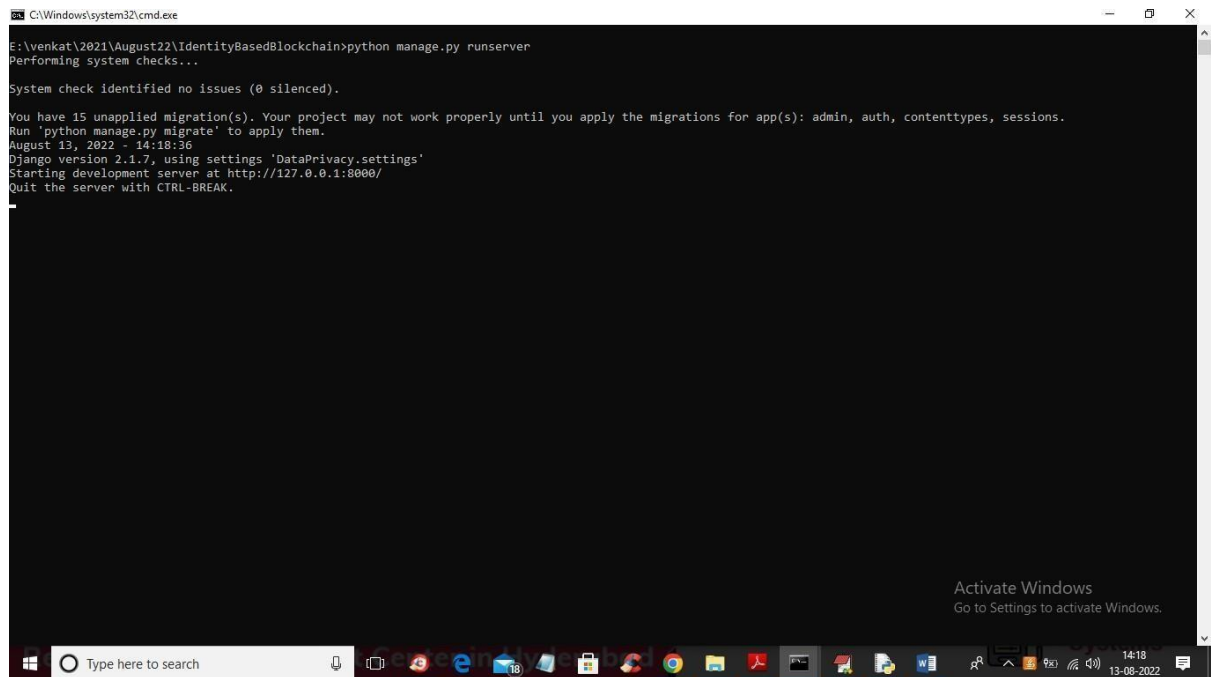 C:\Windows\system32\cmd.exe
E:\venkat\2021\August22\IdentityBasedBlockchain>python manage.py runserver
Performing system checks...
System check identified no issues (0 silenced).
You have 15 unapplied migration(s). Your project may not work properly until you apply the migrations for app(s): admin, auth, contenttypes, sessions.
Run 'python manage.py migrate' to apply them.
August 13, 2022 - 14:18:36
Django version 2.1.7, using settings 'DataPrivacy.settings'
Starting development server at http://127.0.0.1:8000/
Quit the server with CTRL-BREAK.
Activate Windows
Go to Settings to activate Windows.
Type here to search
18
14:18
13-08-2022